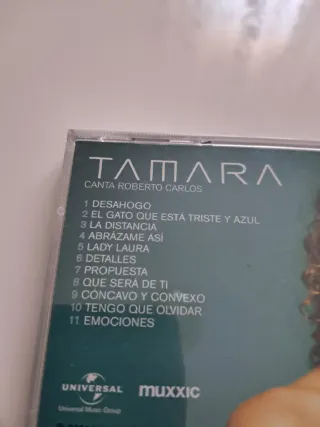 TAMARA
CANTA ROBERTO CARLOS
1 DESAHOGO
2 EL GATO QUE ESTÁ TRISTE Y AZUL
3 LA DISTANCIA
4 ABRÁZAME ASÍ
5 LADY LAURA
6 DETALLES
7 PROPUESTA
8 QUE SERÁ DE TI
9 CÓNCAVO Y CONVEXO
10 TENGO QUE OLVIDAR
11 EMOCIONES
UNIVERSAL
muxxic
Universal Music Group